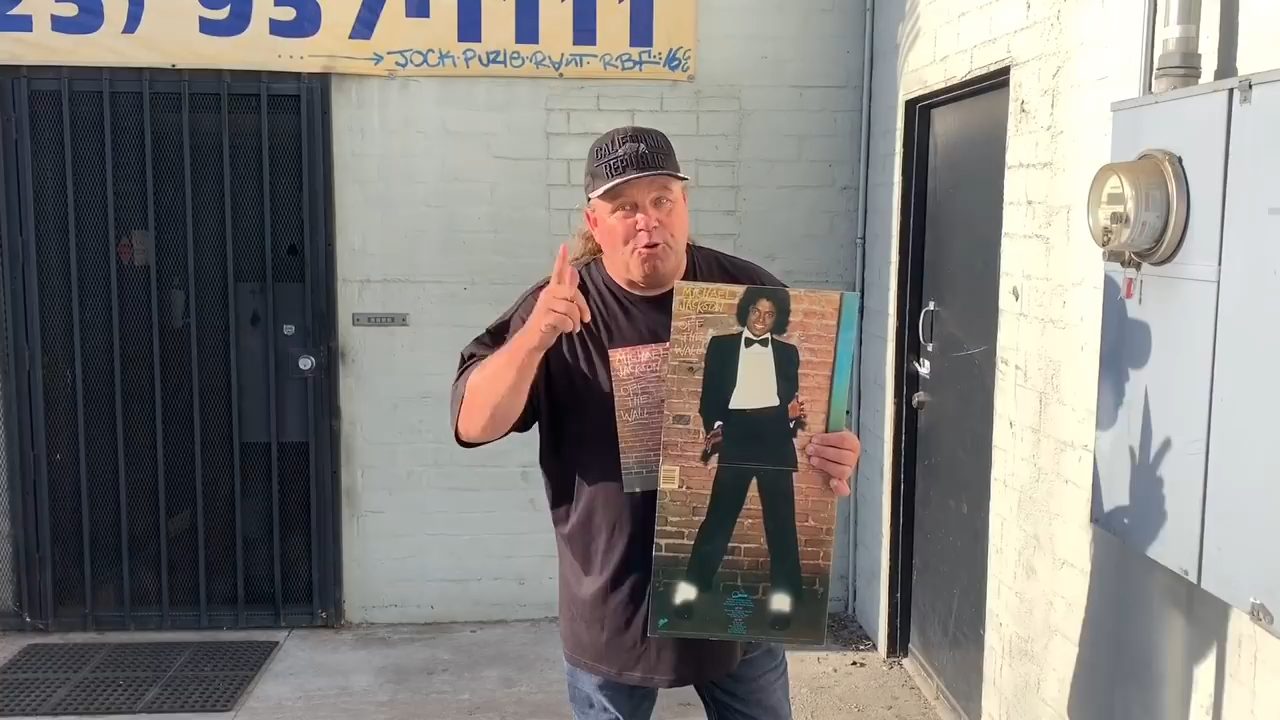 23) 937-1111
JOCK·PUZLE·RVTT·RBF::16
CALIFORNIA
REPUBLIC
MICHAEL
JACKSON
OFF
THE
WALL
MICHAEL
JACKSON
OFF
THE
WALL